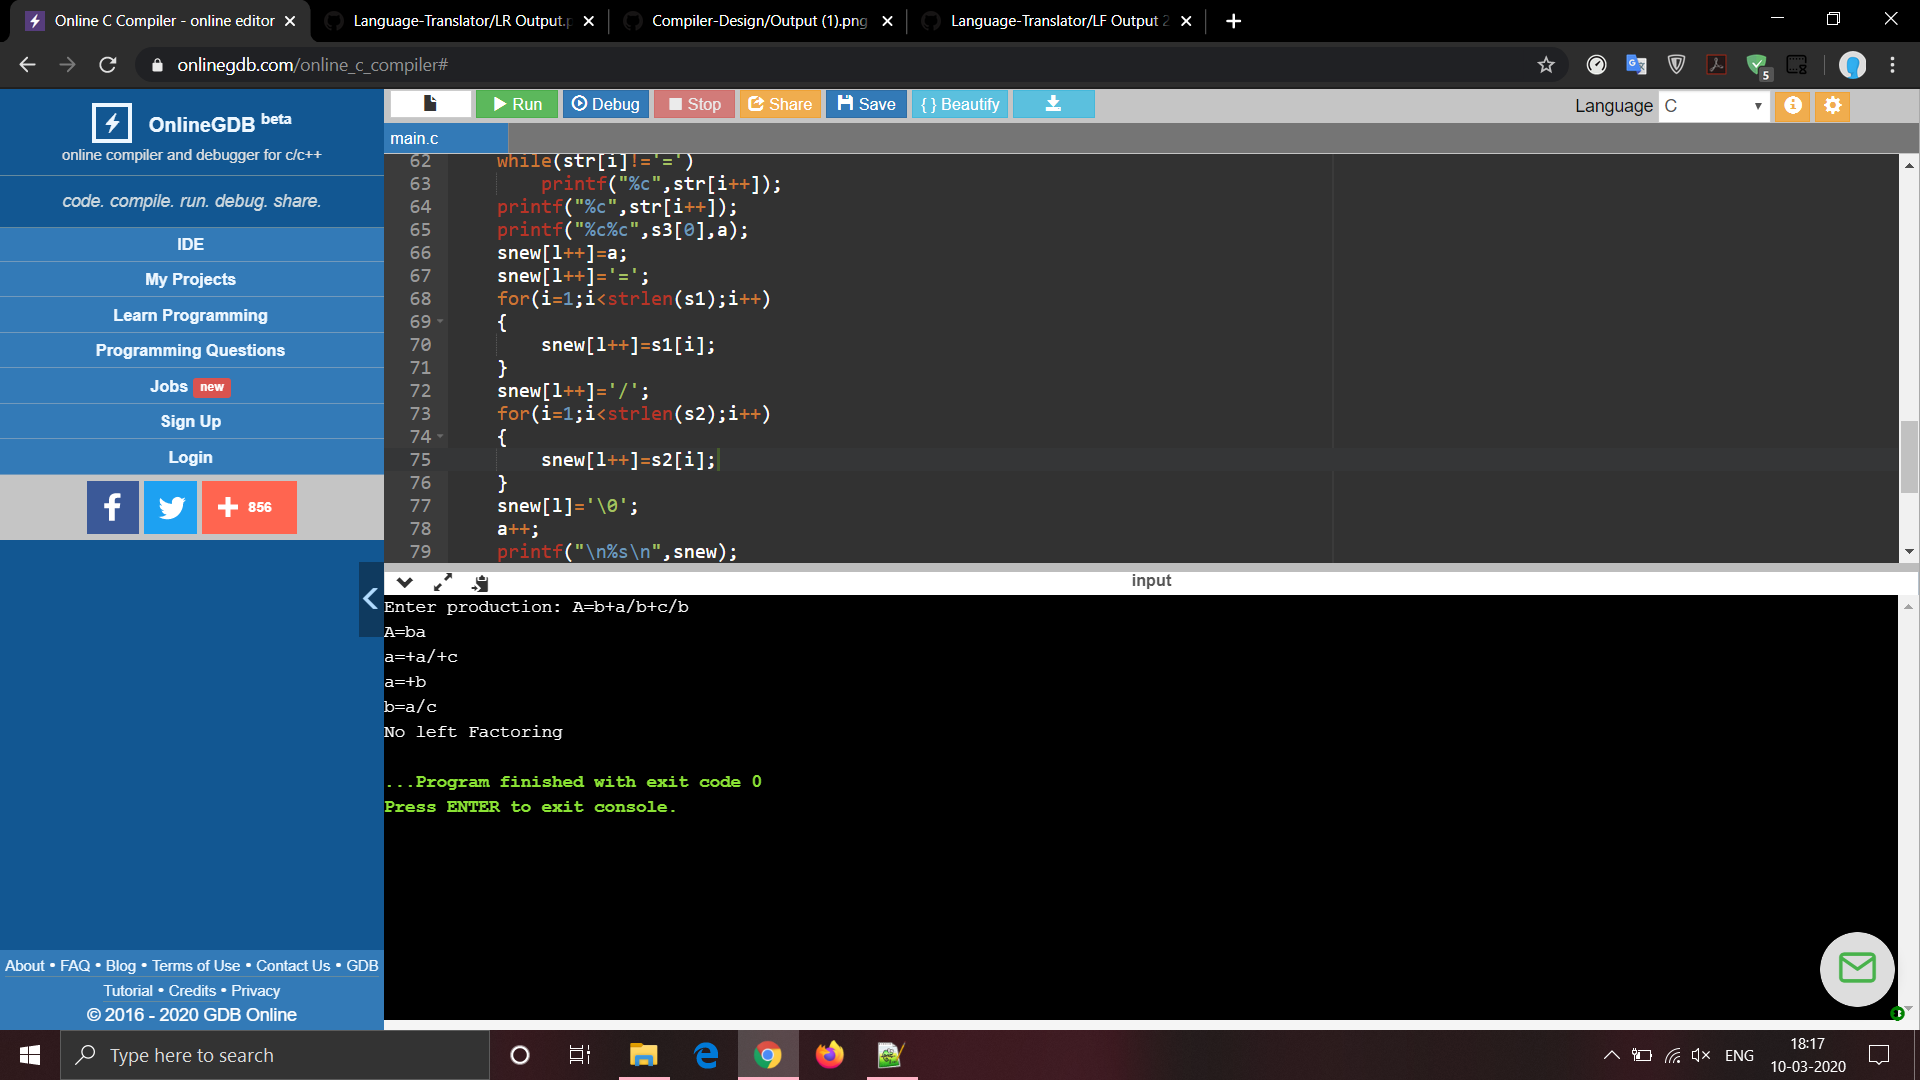 Online C Compiler - online editor
Language-Translator/LR Output.p
Compiler-Design/Output (1).png
Language-Translator/LF Output 2
onlinegdb.com/online_c_compiler#
5
OnlineGDB beta
online compiler and debugger for c/c++
code. compile. run. debug. share.
IDE
My Projects
Learn Programming
Programming Questions
Jobs new
Sign Up
Login
856
About • FAQ • Blog • Terms of Use • Contact Us • GDB
Tutorial • Credits • Privacy
© 2016 - 2020 GDB Online
Run Debug Stop Share Save { } Beautify
Language C
main.c
62 while(str[i]!='=')
63 printf("%c",str[i++]);
64 printf("%c",str[i++]);
65 printf("%c%c",s3[0],a);
66 snew[l++]=a;
67 snew[l++]='=';
68 for(i=1;i<strlen(s1);i++)
69 {
70 snew[l++]=s1[i];
71 }
72 snew[l++]='/';
73 for(i=1;i<strlen(s2);i++)
74 {
75 snew[l++]=s2[i];
76 }
77 snew[l]='\0';
78 a++;
79 printf("\n%s\n",snew);
input
Enter production: A=b+a/b+c/b
A=ba
a=+a/+c
a=+b
b=a/c
No left Factoring
...Program finished with exit code 0
Press ENTER to exit console.
Type here to search
ENG
18:17
10-03-2020